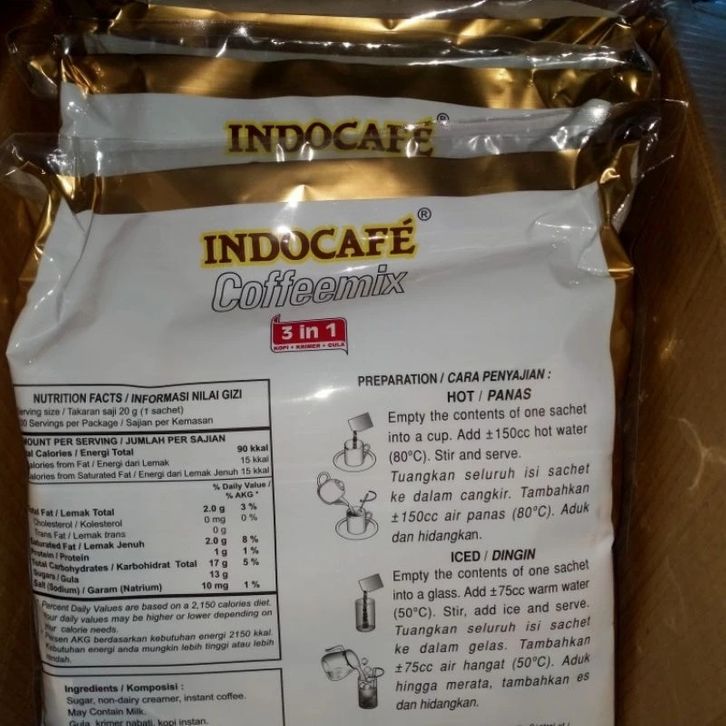 INDOCAFÉ®
INDOCAFÉ®
Coffeemix
3 in 1
KOPI + KRIMER + GULA
NUTRITION FACTS / INFORMASI NILAI GIZI
size / Takaran saji 20 g (1 sachet)
Servings per Package / Sajian per Kemasan
PER SERVING / JUMLAH PER SAJIAN
Calories / Energi Total 90 kkal
Calories from Fat / Energi dari Lemak 15 kkal
Calories from Saturated Fat / Energi dari Lemak Jenuh 15 kkal
% Daily Value /
% AKG *
Fat / Lemak Total 2.0 g 3 %
Cholesterol / Kolesterol 0 mg 0 %
Trans Fat / Lemak trans 0 g
Saturated Fat / Lemak Jenuh 2.0 g 8 %
Protein / Protein 1 g 1 %
Total Carbohydrates / Karbohidrat Total 17 g 5 %
Sugars / Gula 13 g
Salt (Sodium) / Garam (Natrium) 10 mg 1 %
Percent Daily Values are based on a 2,150 calories diet.
Your daily values may be higher or lower depending on
your calorie needs.
Persen AKG berdasarkan kebutuhan energi 2150 kkal.
Kebutuhan energi anda mungkin lebih tinggi atau lebih
rendah.
Ingredients / Komposisi :
Sugar, non-dairy creamer, instant coffee.
May Contain Milk.
Gula, krimer nabati, kopi instan.
PREPARATION / CARA PENYAJIAN :
HOT / PANAS
Empty the contents of one sachet
into a cup. Add ±150cc hot water
(80°C). Stir and serve.
Tuangkan seluruh isi sachet
ke dalam cangkir. Tambahkan
±150cc air panas (80°C). Aduk
dan hidangkan.
ICED / DINGIN
Empty the contents of one sachet
into a glass. Add ±75cc warm water
(50°C). Stir, add ice and serve.
Tuangkan seluruh isi sachet
ke dalam gelas. Tambahkan
±75cc air hangat (50°C). Aduk
hingga merata, tambahkan es
dan hidangkan.